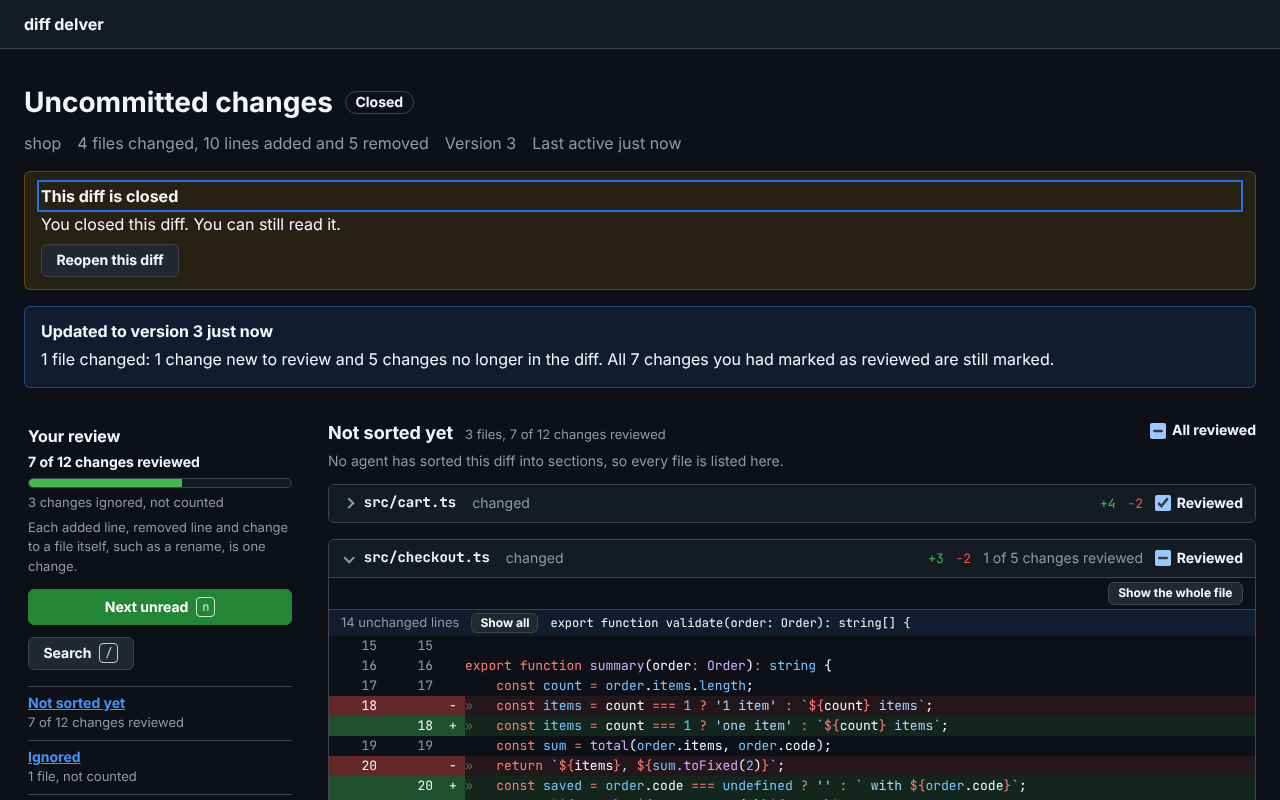 diff delver
Uncommitted changes Closed
shop 4 files changed, 10 lines added and 5 removed Version 3 Last active just now
This diff is closed
You closed this diff. You can still read it.
Reopen this diff
Updated to version 3 just now
1 file changed: 1 change new to review and 5 changes no longer in the diff. All 7 changes you had marked as reviewed are still marked.
Your review
7 of 12 changes reviewed
3 changes ignored, not counted
Each added line, removed line and change
to a file itself, such as a rename, is one
change.
Next unread n
Search /
Not sorted yet
7 of 12 changes reviewed
Ignored
1 file, not counted
Not sorted yet 3 files, 7 of 12 changes reviewed All reviewed
No agent has sorted this diff into sections, so every file is listed here.
src/cart.ts changed +4 -2 Reviewed
src/checkout.ts changed +3 -2 1 of 5 changes reviewed Reviewed
Show the whole file
14 unchanged lines Show all export function validate(order: Order): string[] {
15 15
16 16 export function summary(order: Order): string {
17 17 const count = order.items.length;
18 - » const items = count === 1 ? '1 item' : `${count} items`;
18 + » const items = count === 1 ? 'one item' : `${count} items`;
19 19 const sum = total(order.items, order.code);
20 - » return `${items}, ${sum.toFixed(2)}`;
20 + » const saved = order.code === undefined ? '' : ` with ${order.code}`;